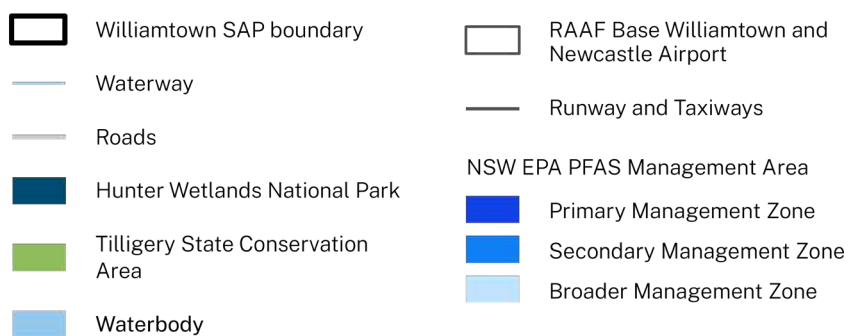 Williamtown SAP boundary
Waterway
Roads
Hunter Wetlands National Park
Tilligery State Conservation
Area
Waterbody
RAAF Base Williamtown and
Newcastle Airport
Runway and Taxiways
NSW EPA PFAS Management Area
Primary Management Zone
Secondary Management Zone
Broader Management Zone